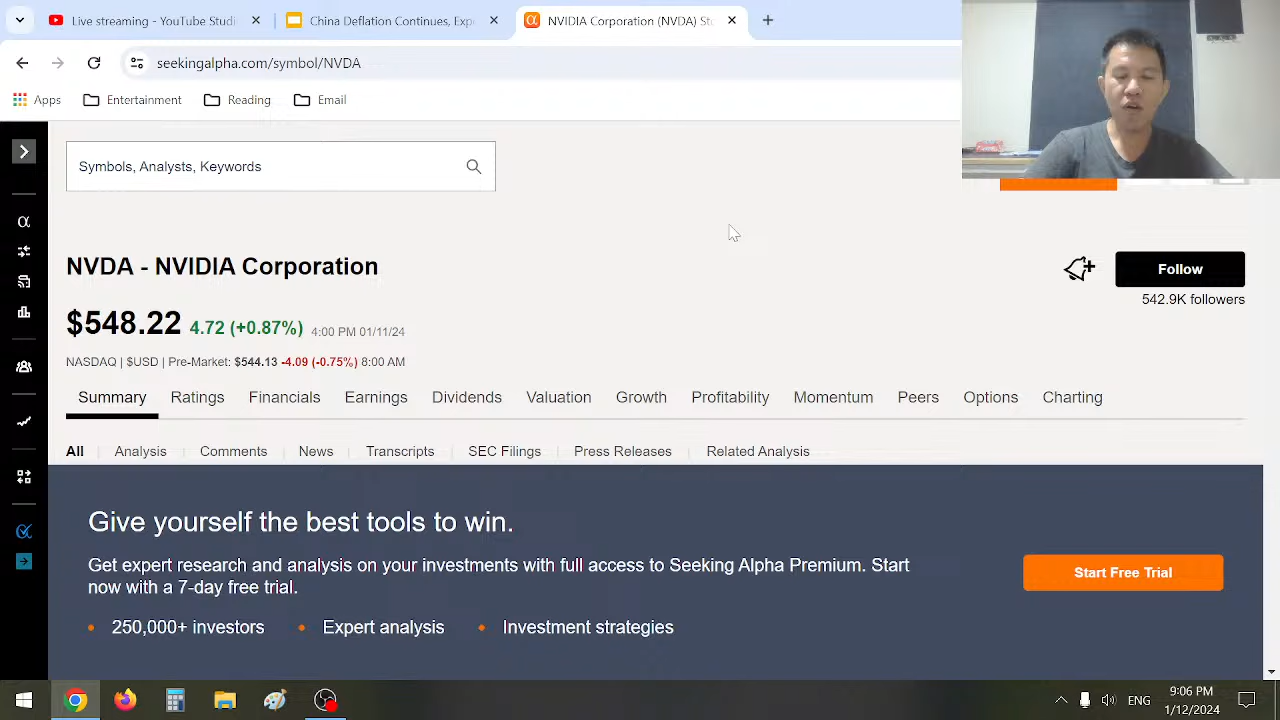 Live streaming - YouTube Studi
China Deflation Continues, Exp
NVIDIA Corporation (NVDA) Sto
seekingalpha.com/symbol/NVDA
Apps
Entertainment
Reading
Email
Symbols, Analysts, Keywords
NVDA - NVIDIA Corporation
Follow
542.9K followers
$548.22 4.72 (+0.87%) 4:00 PM 01/11/24
NASDAQ | $USD | Pre-Market: $544.13 -4.09 (-0.75%) 8:00 AM
Summary Ratings Financials Earnings Dividends Valuation Growth Profitability Momentum Peers Options Charting
All | Analysis | Comments | News | Transcripts | SEC Filings | Press Releases | Related Analysis
Give yourself the best tools to win.
Get expert research and analysis on your investments with full access to Seeking Alpha Premium. Start
now with a 7-day free trial.
Start Free Trial
250,000+ investors
Expert analysis
Investment strategies
ENG
9:06 PM
1/12/2024